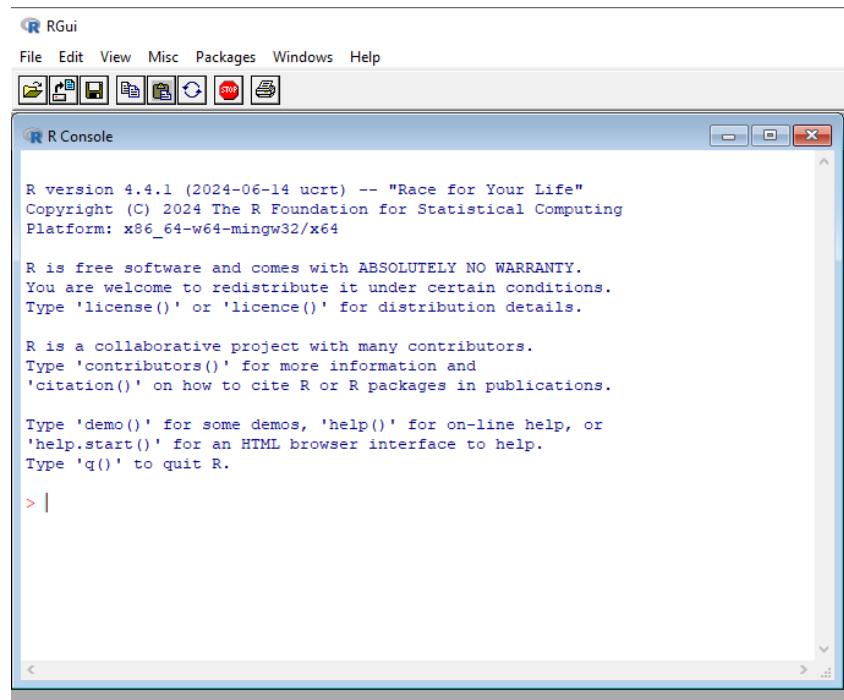 RGui
File Edit View Misc Packages Windows Help
STOP
R Console
R version 4.4.1 (2024-06-14 ucrt) -- "Race for Your Life"
Copyright (C) 2024 The R Foundation for Statistical Computing
Platform: x86_64-w64-mingw32/x64
R is free software and comes with ABSOLUTELY NO WARRANTY.
You are welcome to redistribute it under certain conditions.
Type 'license()' or 'licence()' for distribution details.
R is a collaborative project with many contributors.
Type 'contributors()' for more information and
'citation()' on how to cite R or R packages in publications.
Type 'demo()' for some demos, 'help()' for on-line help, or
'help.start()' for an HTML browser interface to help.
Type 'q()' to quit R.
>